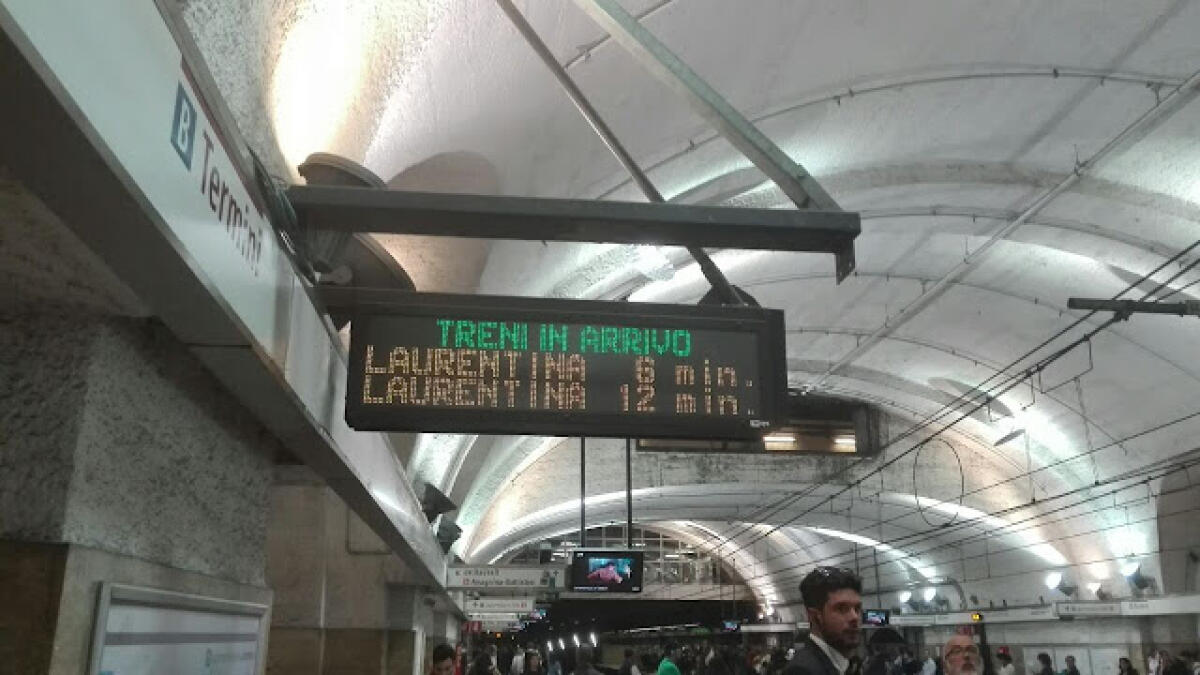 B Termini
TRENI IN ARRIVO
LAURENTINA 6 min.
LAURENTINA 12 min.